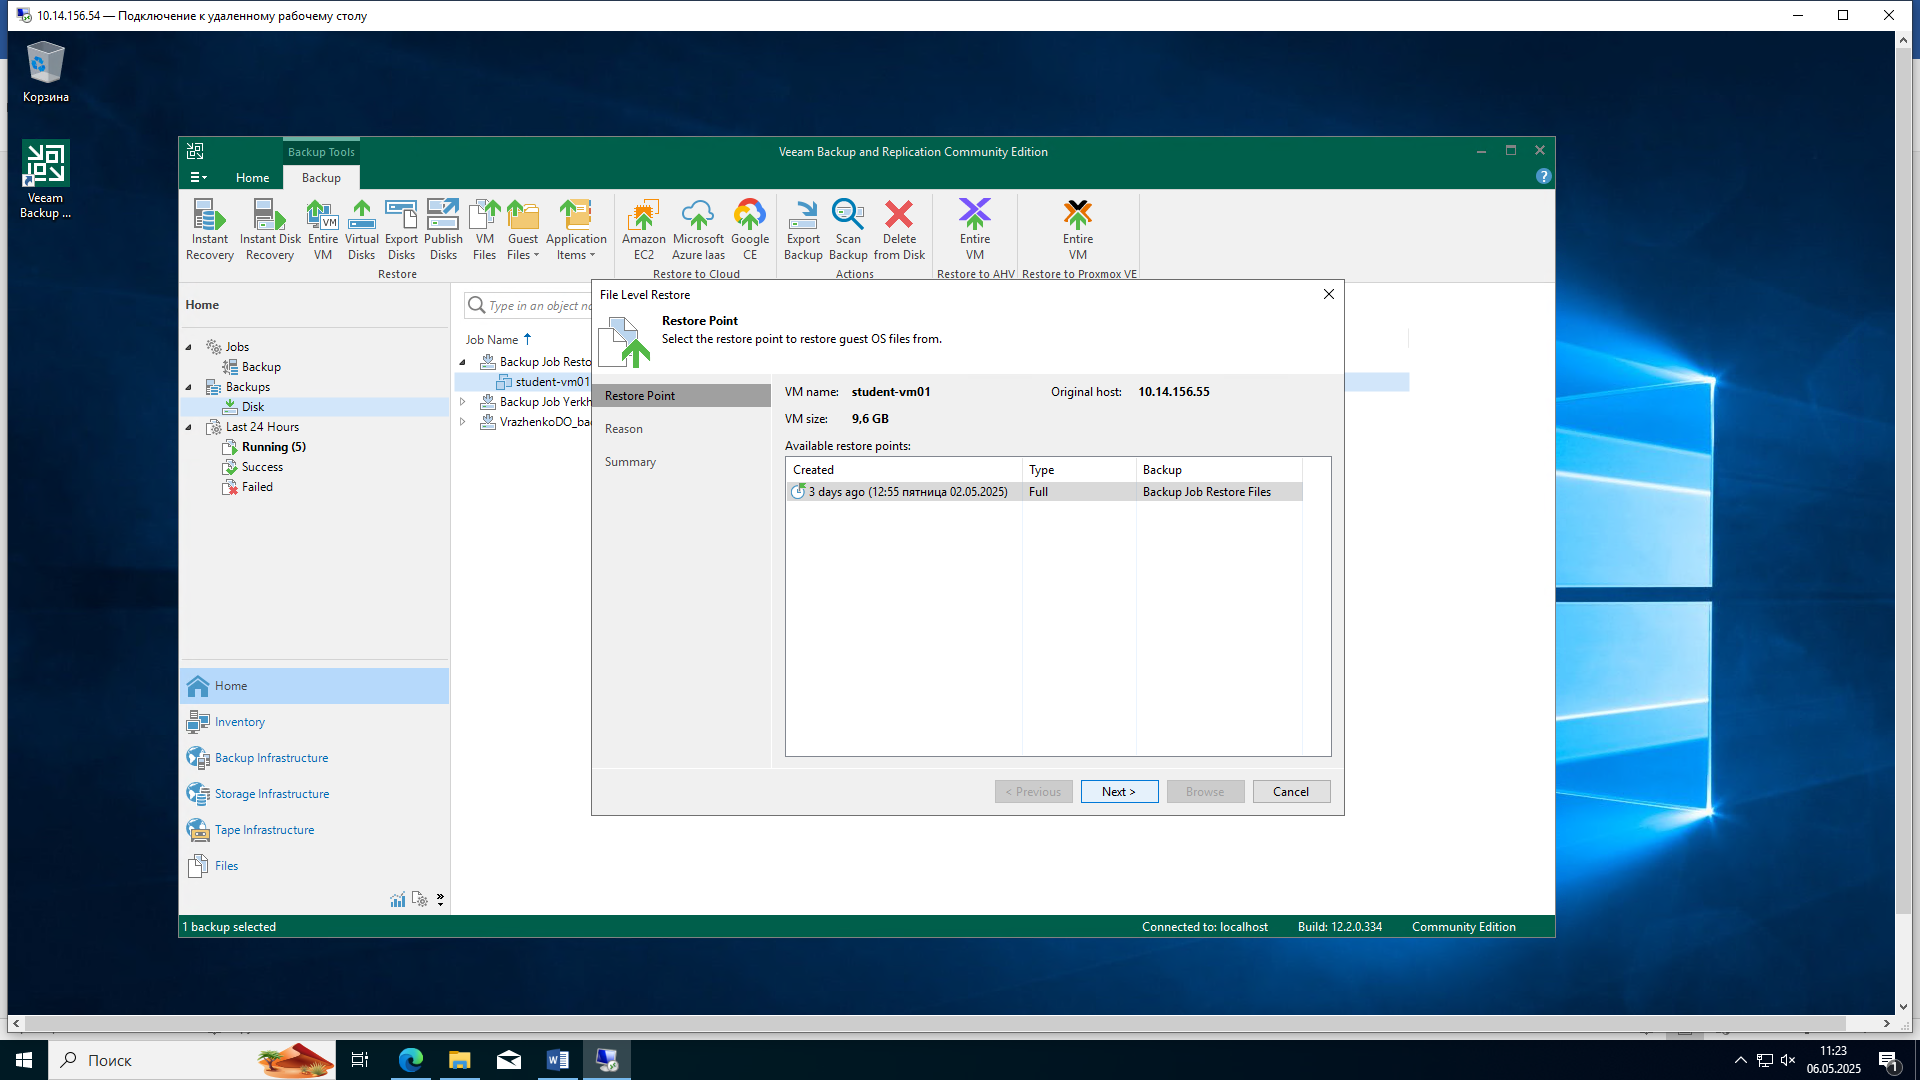 10.14.156.54 — Подключение к удаленному рабочему столу
Корзина
Veeam
Backup ...
Backup Tools
Veeam Backup and Replication Community Edition
Home
Backup
?
Instant
Recovery
Instant Disk
Recovery
Entire
VM
Virtual
Disks
Export
Disks
Publish
Disks
VM
Files
Guest
Files
Application
Items
Amazon
EC2
Microsoft
Azure Iaas
Google
CE
Export
Backup
Scan
Backup
Delete
from Disk
Entire
VM
Entire
VM
Restore
Restore to Cloud
Actions
Restore to AHV
Restore to Proxmox VE
Home
Jobs
Backup
Backups
Disk
Last 24 Hours
Running (5)
Success
Failed
Home
Inventory
Backup Infrastructure
Storage Infrastructure
Tape Infrastructure
Files
Type in an object na
Job Name
Backup Job Resto
student-vm01
Backup Job Yerkh
VrazhenkoDO_ba
File Level Restore
Restore Point
Select the restore point to restore guest OS files from.
Restore Point
Reason
Summary
VM name: student-vm01 Original host: 10.14.156.55
VM size: 9,6 GB
Available restore points:
Created Type Backup
3 days ago (12:55 пятница 02.05.2025) Full Backup Job Restore Files
< Previous Next > Browse Cancel
1 backup selected
Connected to: localhost Build: 12.2.0.334 Community Edition
Поиск
11:23
06.05.2025
1